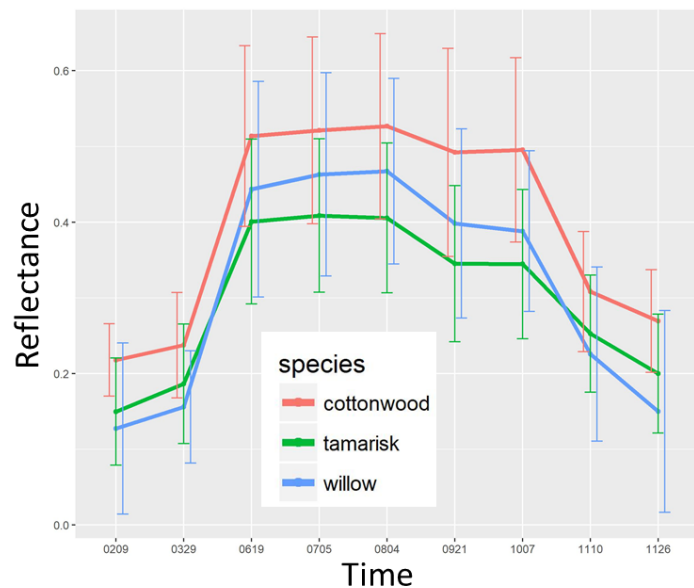 Reflectance
0.6
0.4
0.2
0.0
species
cottonwood
tamarisk
willow
0209 0329 0619 0705 0804 0921 1007 1110 1126
Time